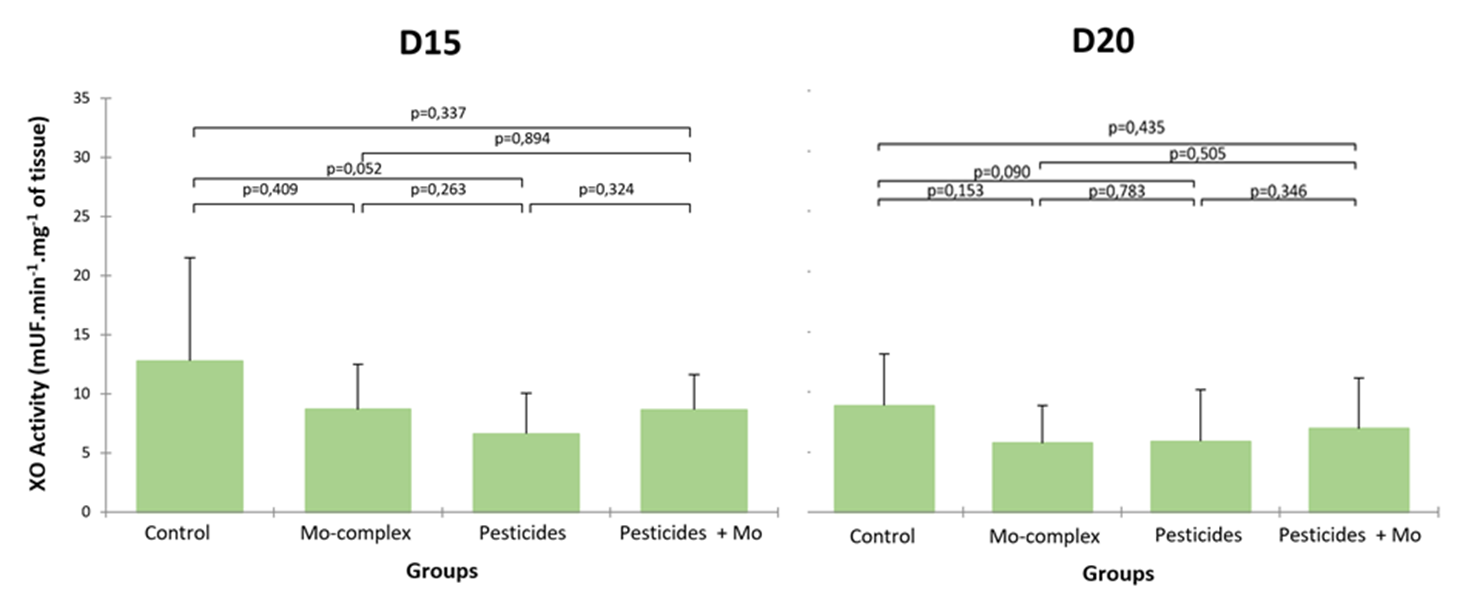 D15
D20
XO Activity (mUF.min⁻¹.mg⁻¹ of tissue)
35
30
25
20
15
10
5
0
p=0,337
p=0,894
p=0,052
p=0,409
p=0,263
p=0,324
Control
Mo-complex
Pesticides
Pesticides + Mo
Groups
p=0,435
p=0,505
p=0,090
p=0,153
p=0,783
p=0,346
Control
Mo-complex
Pesticides
Pesticides + Mo
Groups